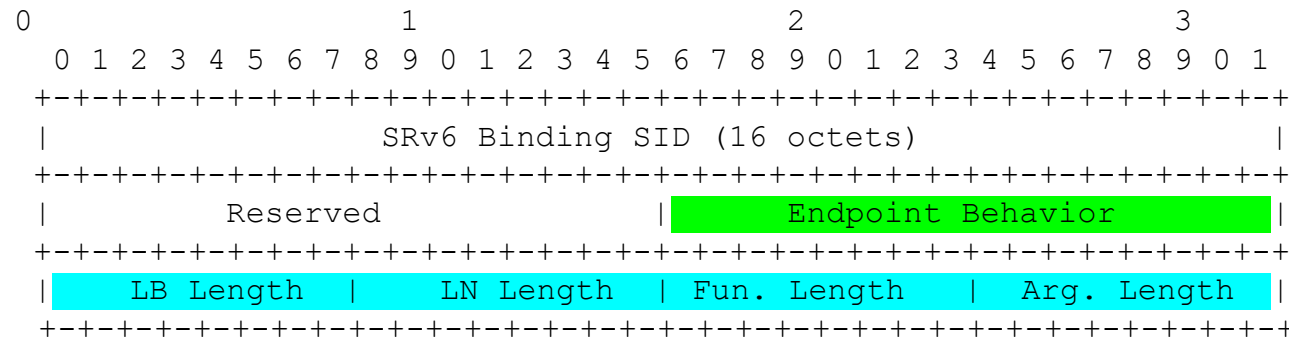 0                   1                   2                   3
 0 1 2 3 4 5 6 7 8 9 0 1 2 3 4 5 6 7 8 9 0 1 2 3 4 5 6 7 8 9 0 1
+-+-+-+-+-+-+-+-+-+-+-+-+-+-+-+-+-+-+-+-+-+-+-+-+-+-+-+-+-+-+-+-+
|                 SRv6 Binding SID (16 octets)                  |
+-+-+-+-+-+-+-+-+-+-+-+-+-+-+-+-+-+-+-+-+-+-+-+-+-+-+-+-+-+-+-+-+
|         Reserved              |      Endpoint Behavior        |
+-+-+-+-+-+-+-+-+-+-+-+-+-+-+-+-+-+-+-+-+-+-+-+-+-+-+-+-+-+-+-+-+
|    LB Length  |    LN Length  | Fun. Length   |  Arg. Length  |
+-+-+-+-+-+-+-+-+-+-+-+-+-+-+-+-+-+-+-+-+-+-+-+-+-+-+-+-+-+-+-+-+